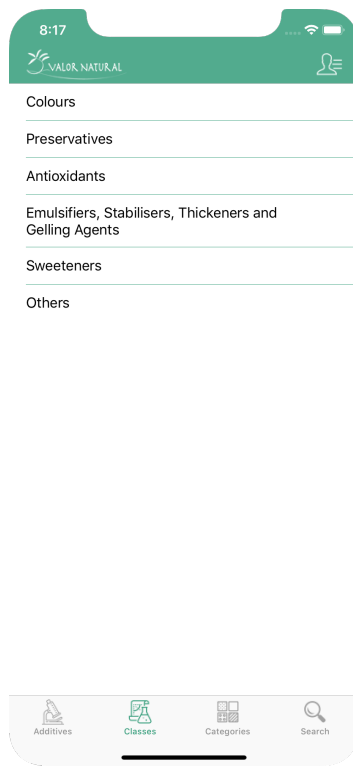 8:17
VALOR NATURAL
Colours
Preservatives
Antioxidants
Emulsifiers, Stabilisers, Thickeners and
Gelling Agents
Sweeteners
Others
Additives
Classes
Categories
Search